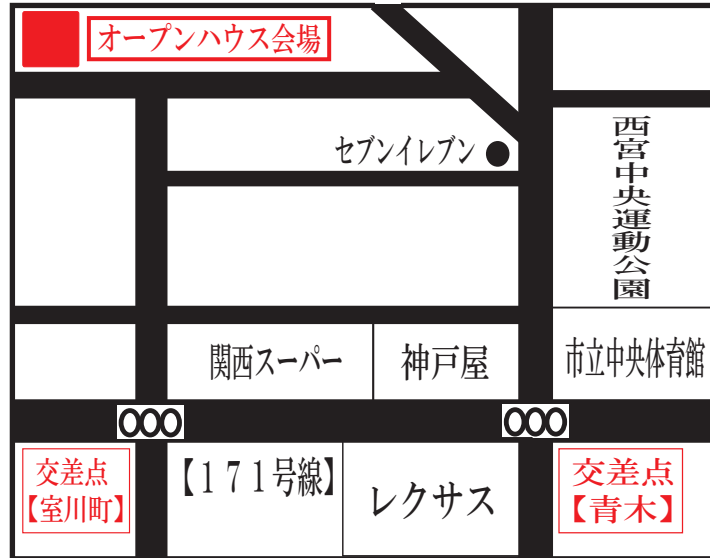 オープンハウス会場
セブンイレブン
西宮中央運動公園
関西スーパー
神戸屋
市立中央体育館
交差点
【室川町】
【171号線】
レクサス
交差点
【青木】